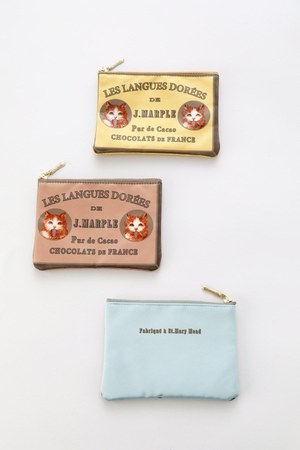 LES LANGUES DORÉES
DE
J.MARPLE
Pur de Cacao
CHOCOLATS DE FRANCE
LES LANGUES DORÉES
DE
J.MARPLE
Pur de Cacao
CHOCOLATS DE FRANCE
Fabriqué à St.Mary Mead